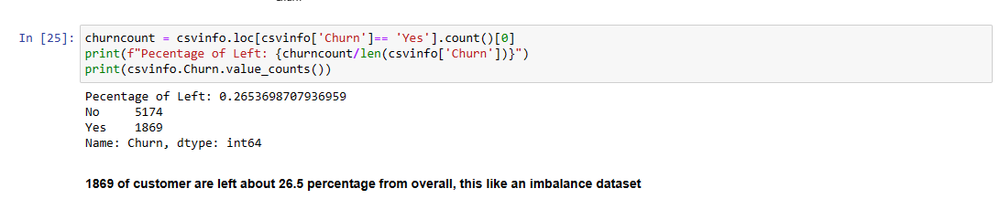 In [25]: churncount = csvinfo.loc[csvinfo['Churn']== 'Yes'].count()[0]
print(f"Pecentage of Left: {churncount/len(csvinfo['Churn'])}")
print(csvinfo.Churn.value_counts())
Pecentage of Left: 0.2653698707936959
No 5174
Yes 1869
Name: Churn, dtype: int64
1869 of customer are left about 26.5 percentage from overall, this like an imbalance dataset